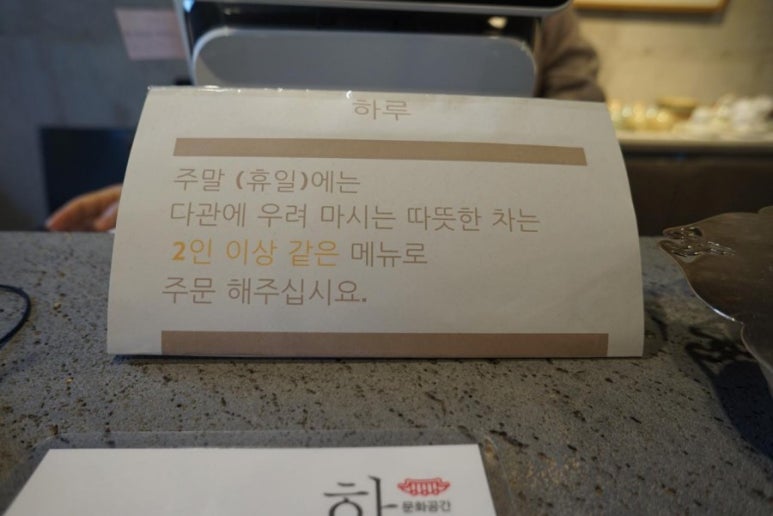 하루
주말 (휴일)에는
다관에 우려 마시는 따뜻한 차는
2인 이상 같은 메뉴로
주문 해주십시요.
하
문화공간